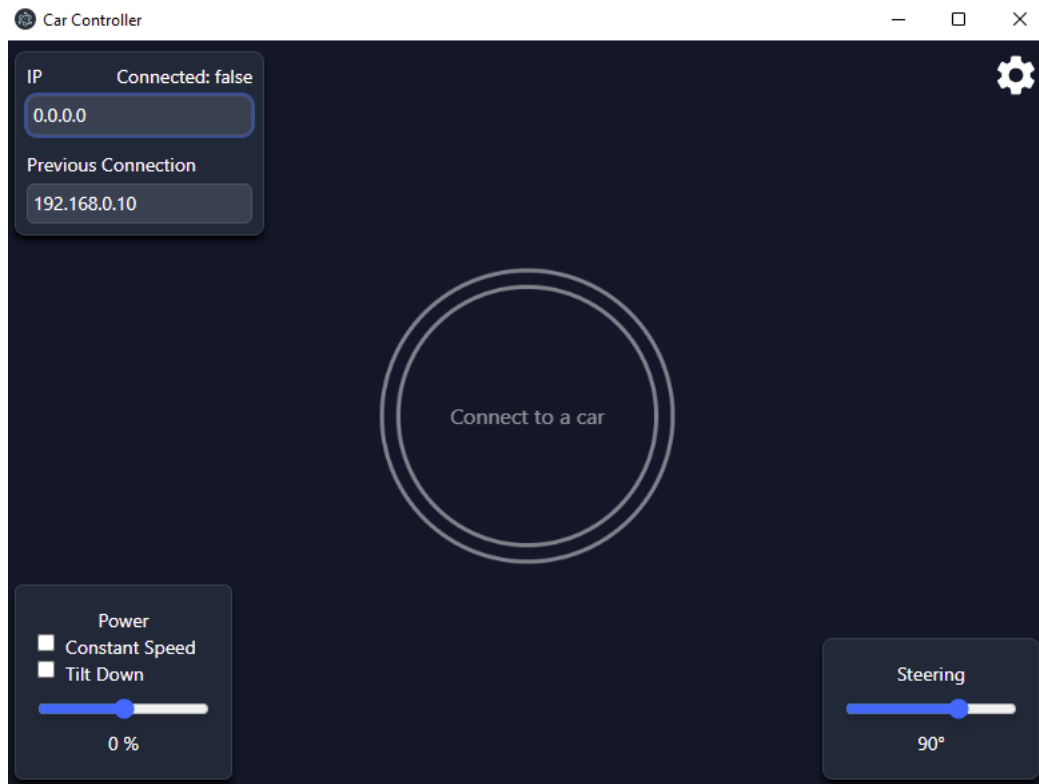 Car Controller
IP Connected: false
0.0.0.0
Previous Connection
192.168.0.10
Connect to a car
Power
Constant Speed
Tilt Down
0 %
Steering
90°